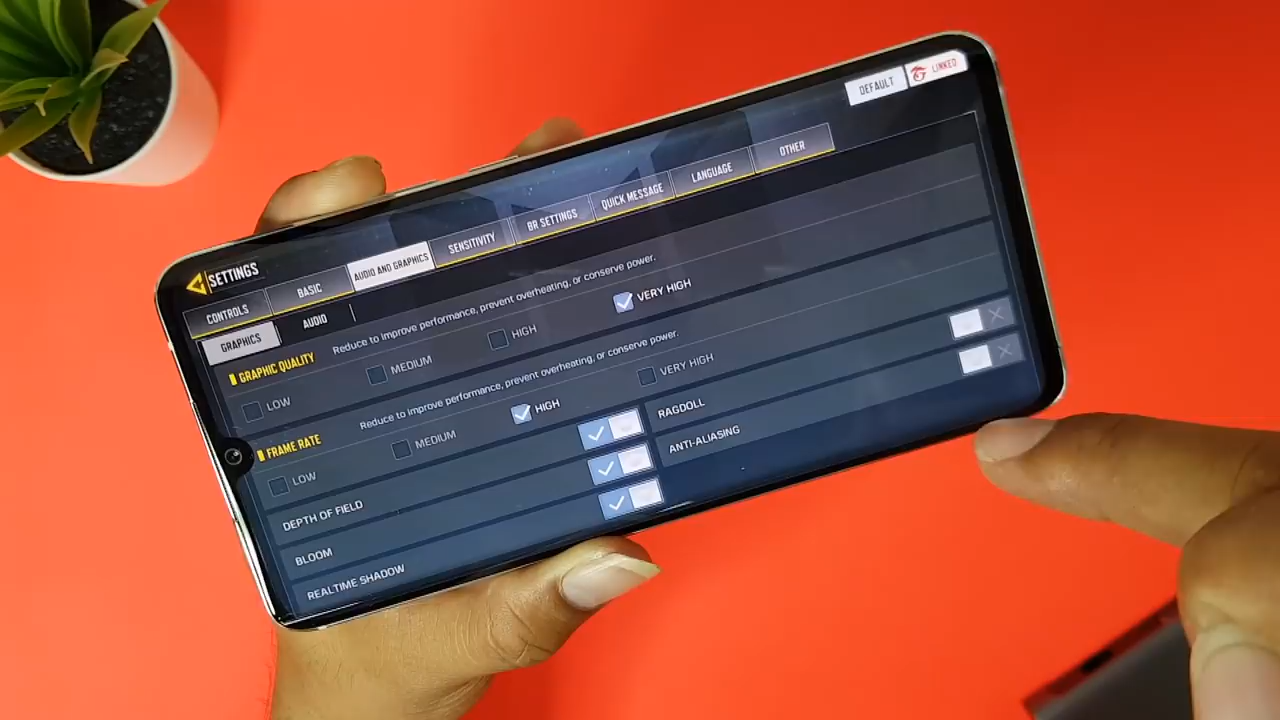 SETTINGS
DEFAULT
LINKED
CONTROLS
BASIC
AUDIO AND GRAPHICS
SENSITIVITY
BR SETTINGS
QUICK MESSAGE
LANGUAGE
OTHER
GRAPHICS
AUDIO
GRAPHIC QUALITY
Reduce to improve performance, prevent overheating, or conserve power.
LOW
MEDIUM
HIGH
VERY HIGH
FRAME RATE
Reduce to improve performance, prevent overheating, or conserve power.
LOW
MEDIUM
HIGH
VERY HIGH
DEPTH OF FIELD
RAGDOLL
BLOOM
ANTI-ALIASING
REALTIME SHADOW